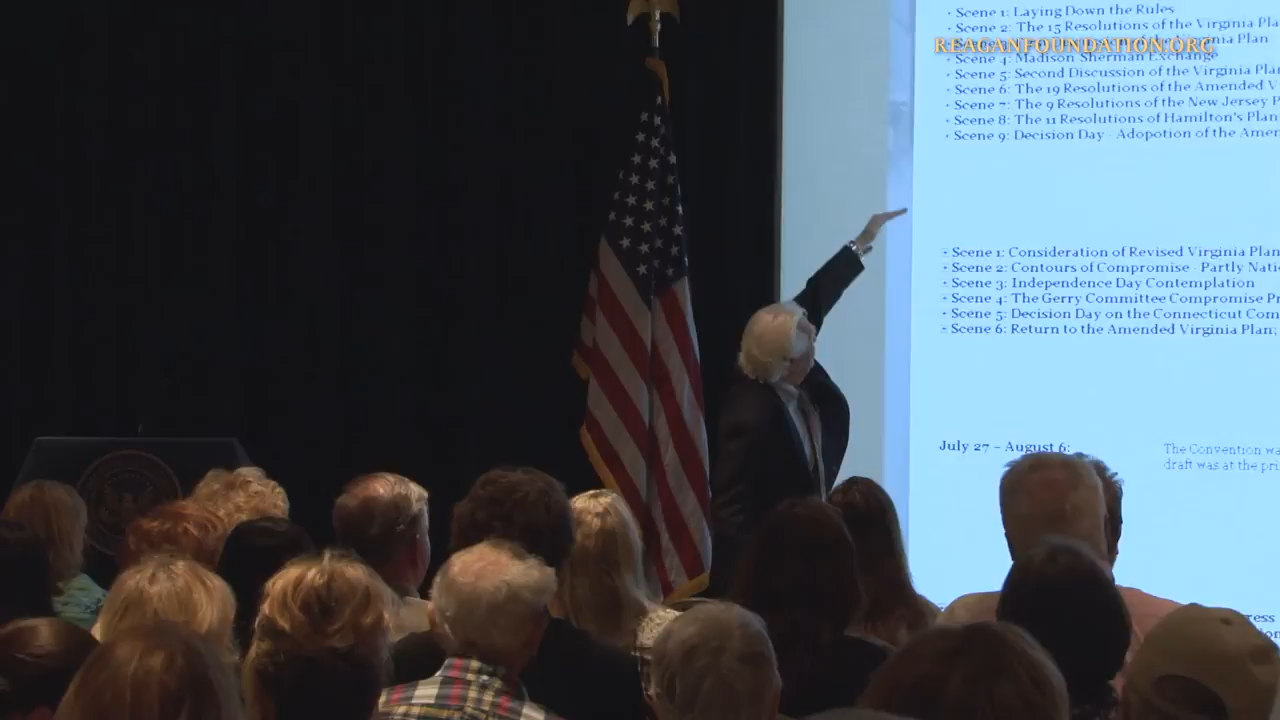 · Scene 1: Laying Down the Rules
· Scene 2: The 15 Resolutions of the Virginia Pla
REAGANFOUNDATION.ORG
Virginia Plan
· Scene 4: Madison Sherman Exchange
· Scene 5: Second Discussion of the Virginia Plan
· Scene 6: The 19 Resolutions of the Amended V
· Scene 7: The 9 Resolutions of the New Jersey P
· Scene 8: The 11 Resolutions of Hamilton's Plan
· Scene 9: Decision Day - Adopotion of the Amen
· Scene 1: Consideration of Revised Virginia Plan
· Scene 2: Contours of Compromise - Partly Nati
· Scene 3: Independence Day Contemplation
· Scene 4: The Gerry Committee Compromise Pr
· Scene 5: Decision Day on the Connecticut Com
· Scene 6: Return to the Amended Virginia Plan;
July 27 – August 6:
The Convention wa
draft was at the pri